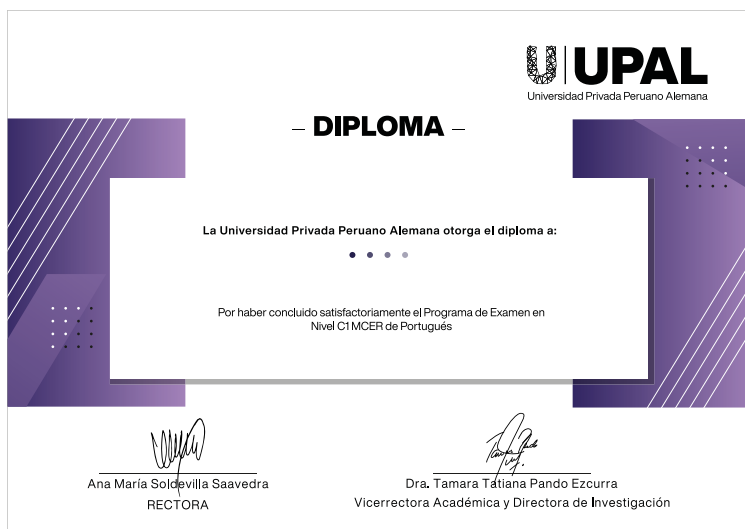 UPAL
Universidad Privada Peruano Alemana
– DIPLOMA –
La Universidad Privada Peruano Alemana otorga el diploma a:
Por haber concluido satisfactoriamente el Programa de Examen en
Nivel C1 MCER de Portugués
Ana María Soldevilla Saavedra
RECTORA
Dra. Tamara Tatiana Pando Ezcurra
Vicerrectora Académica y Directora de Investigación